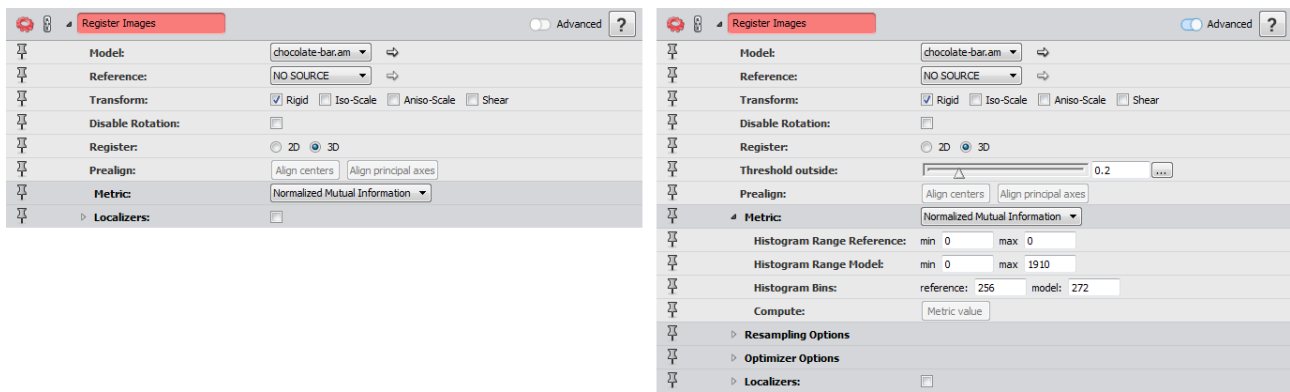 Register Images Advanced ?
Model: chocolate-bar.am
Reference: NO SOURCE
Transform: Rigid Iso-Scale Aniso-Scale Shear
Disable Rotation:
Register: 2D 3D
Prealign: Align centers Align principal axes
Metric: Normalized Mutual Information
Localizers:
Register Images Advanced ?
Model: chocolate-bar.am
Reference: NO SOURCE
Transform: Rigid Iso-Scale Aniso-Scale Shear
Disable Rotation:
Register: 2D 3D
Threshold outside: 0.2 ...
Prealign: Align centers Align principal axes
Metric: Normalized Mutual Information
Histogram Range Reference: min 0 max 0
Histogram Range Model: min 0 max 1910
Histogram Bins: reference: 256 model: 272
Compute: Metric value
Resampling Options
Optimizer Options
Localizers: